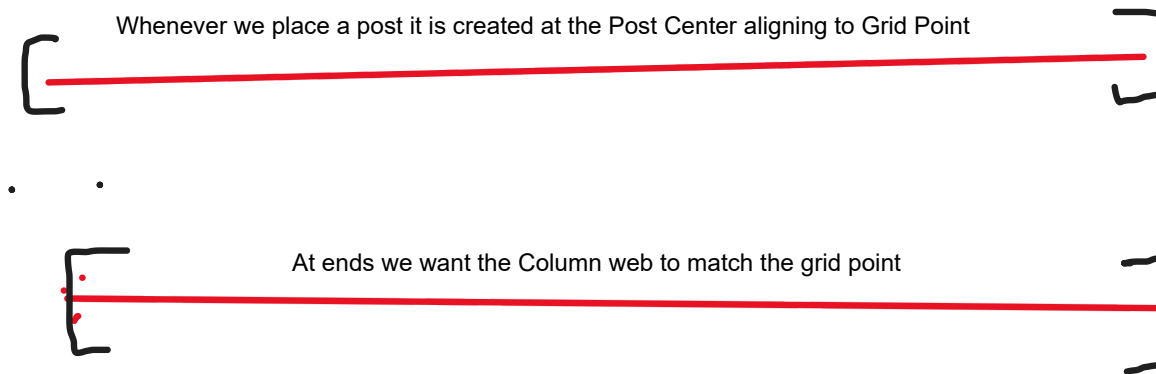 Whenever we place a post it is created at the Post Center aligning to Grid Point
At ends we want the Column web to match the grid point